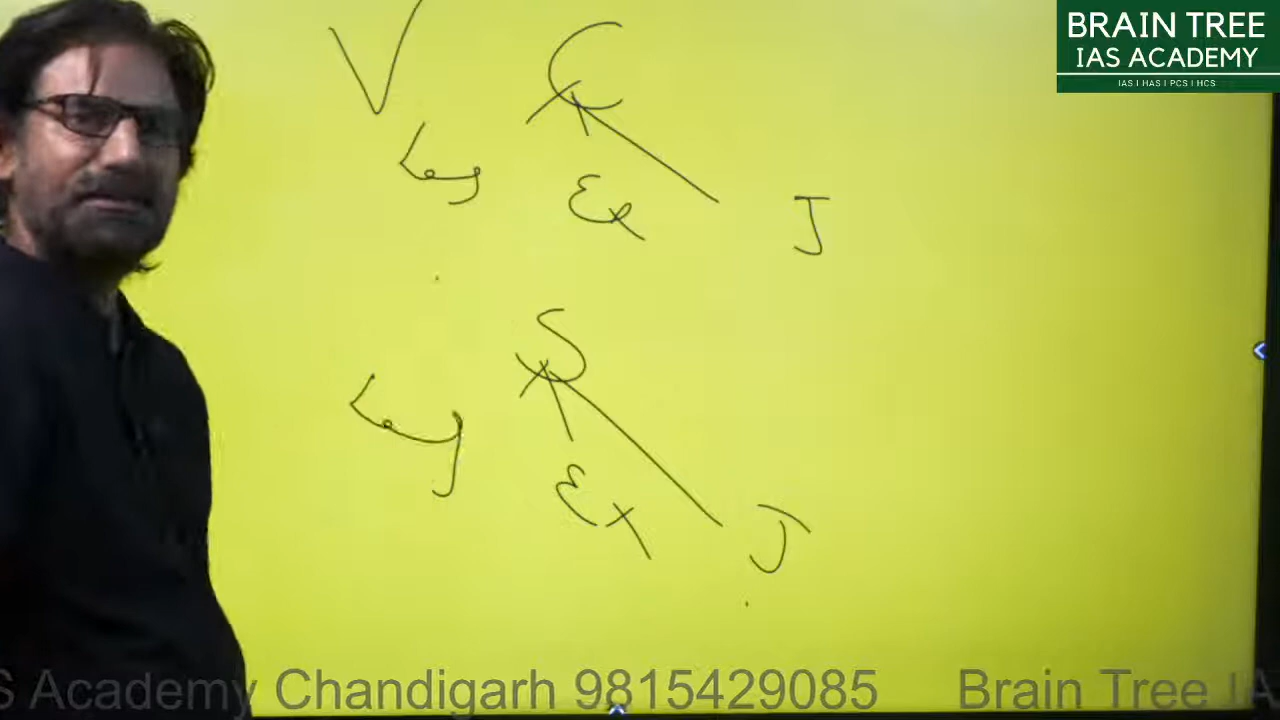 BRAIN TREE
IAS ACADEMY
IAS | HAS | PCS | HCS
V C
Leg Ex J
S
Leg Ex J
S Academy Chandigarh 9815429085 Brain Tree IA